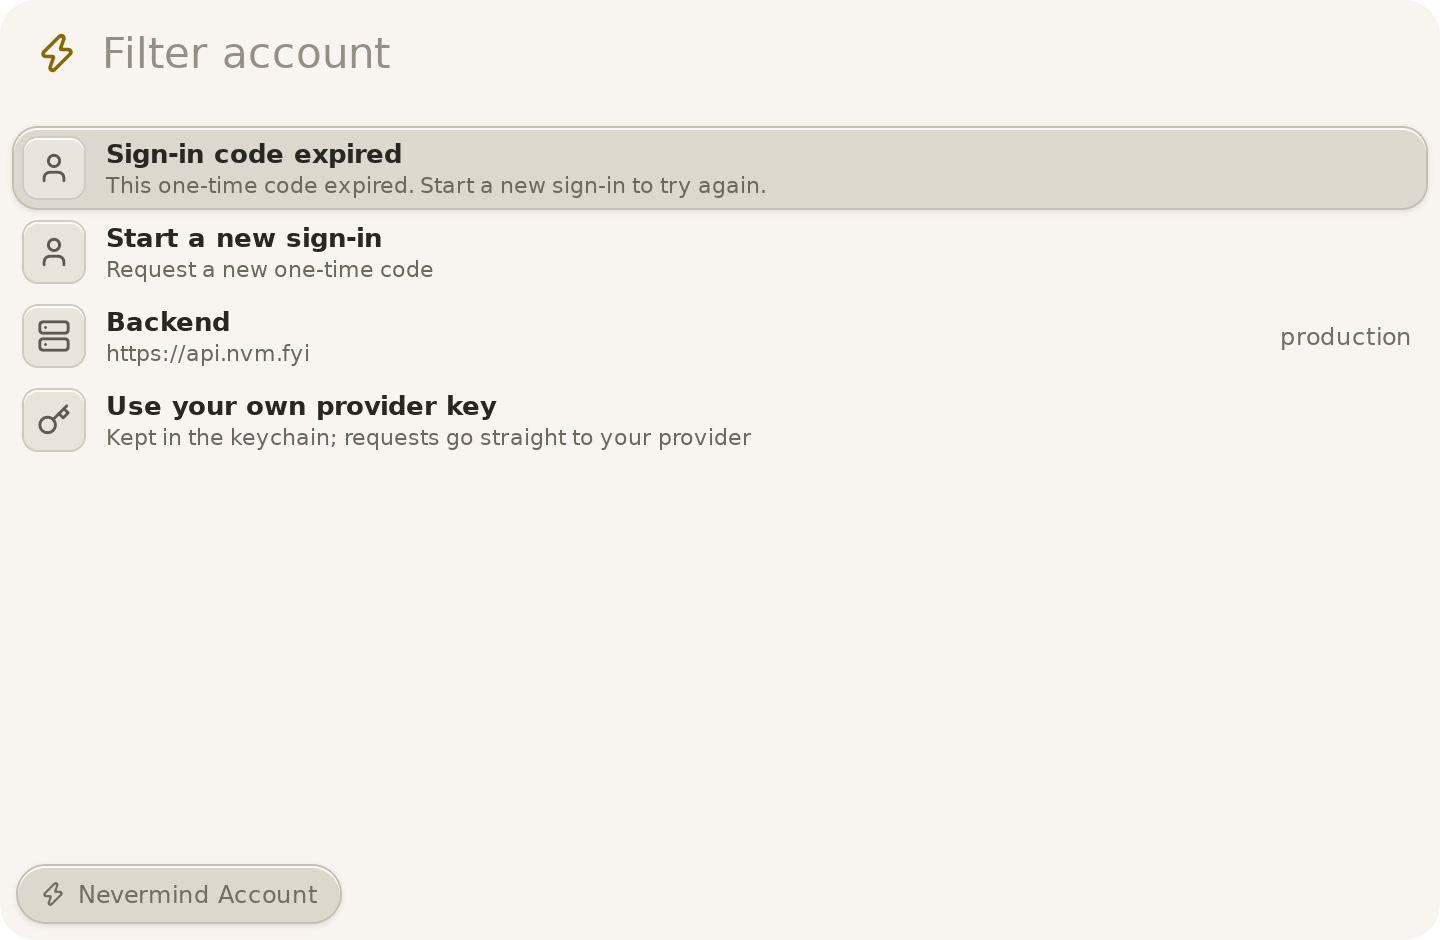 Filter account
Sign-in code expired
This one-time code expired. Start a new sign-in to try again.
Start a new sign-in
Request a new one-time code
Backend
https://api.nvm.fyi
production
Use your own provider key
Kept in the keychain; requests go straight to your provider
Nevermind Account